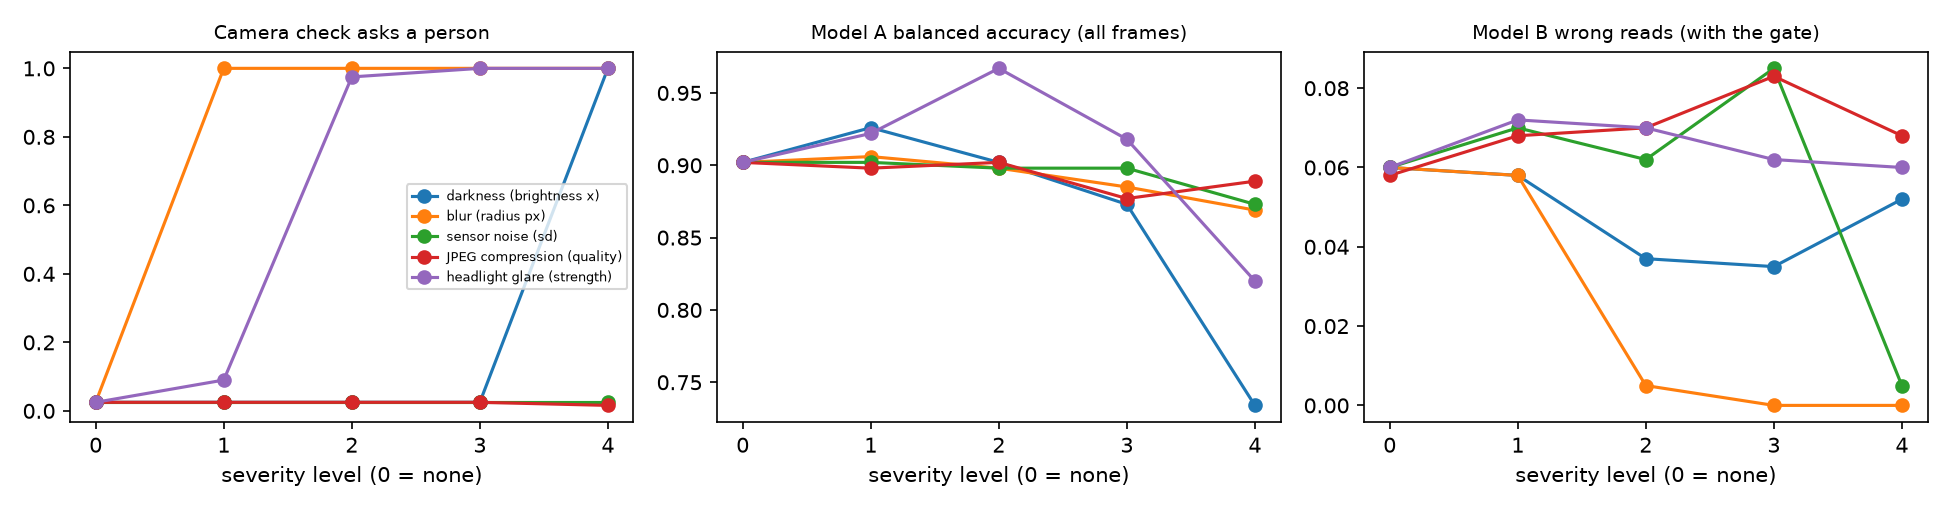 Camera check asks a person
1.0
0.8
0.6
0.4
0.2
0.0
darkness (brightness x)
blur (radius px)
sensor noise (sd)
JPEG compression (quality)
headlight glare (strength)
0 1 2 3 4
severity level (0 = none)
Model A balanced accuracy (all frames)
0.95
0.90
0.85
0.80
0.75
0 1 2 3 4
severity level (0 = none)
Model B wrong reads (with the gate)
0.08
0.06
0.04
0.02
0.00
0 1 2 3 4
severity level (0 = none)